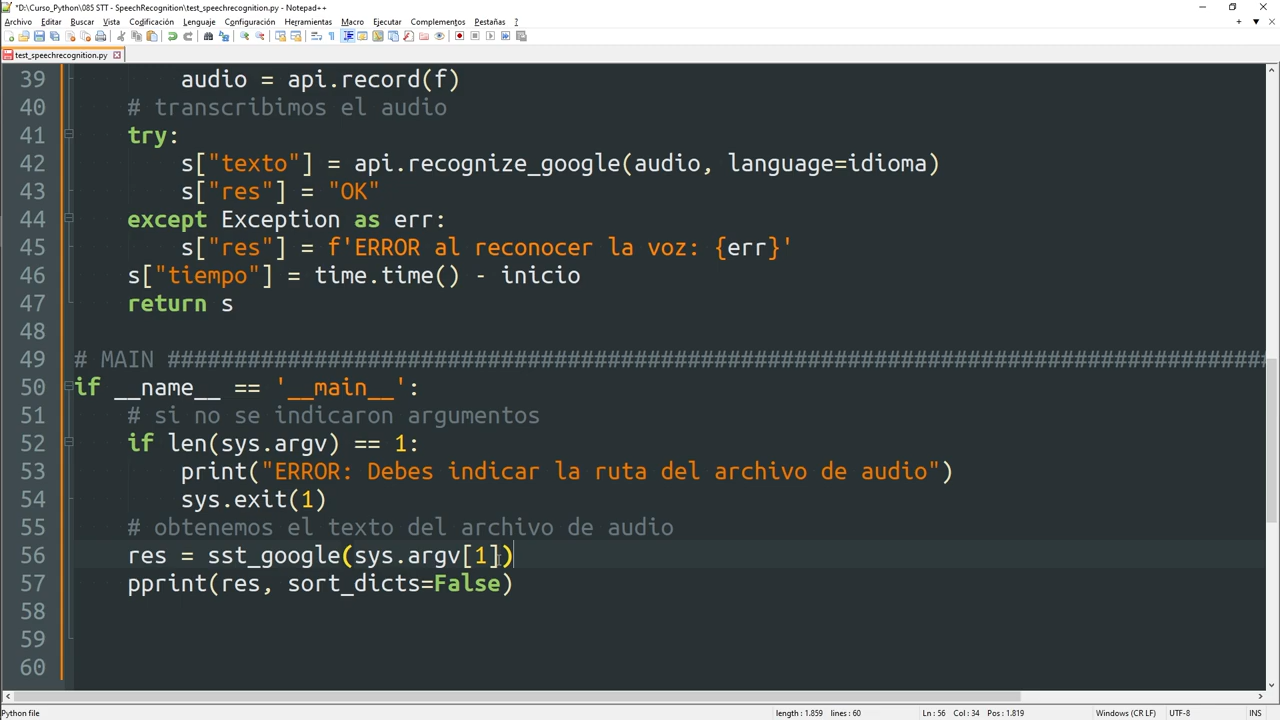 *D:\Curso_Python\085 STT - SpeechRecognition\test_speechrecognition.py - Notepad++
Archivo Editar Buscar Vista Codificación Lenguaje Configuración Herramientas Macro Ejecutar Complementos Pestañas ?
test_speechrecognition.py
39 audio = api.record(f)
40 # transcribimos el audio
41 try:
42 s["texto"] = api.recognize_google(audio, language=idioma)
43 s["res"] = "OK"
44 except Exception as err:
45 s["res"] = f'ERROR al reconocer la voz: {err}'
46 s["tiempo"] = time.time() - inicio
47 return s
48
49 # MAIN ##################################################################################
50 if __name__ == '__main__':
51 # si no se indicaron argumentos
52 if len(sys.argv) == 1:
53 print("ERROR: Debes indicar la ruta del archivo de audio")
54 sys.exit(1)
55 # obtenemos el texto del archivo de audio
56 res = sst_google(sys.argv[1])
57 pprint(res, sort_dicts=False)
58
59
60
Python file length : 1.859 lines : 60 Ln : 56 Col : 34 Pos : 1.819 Windows (CR LF) UTF-8 INS